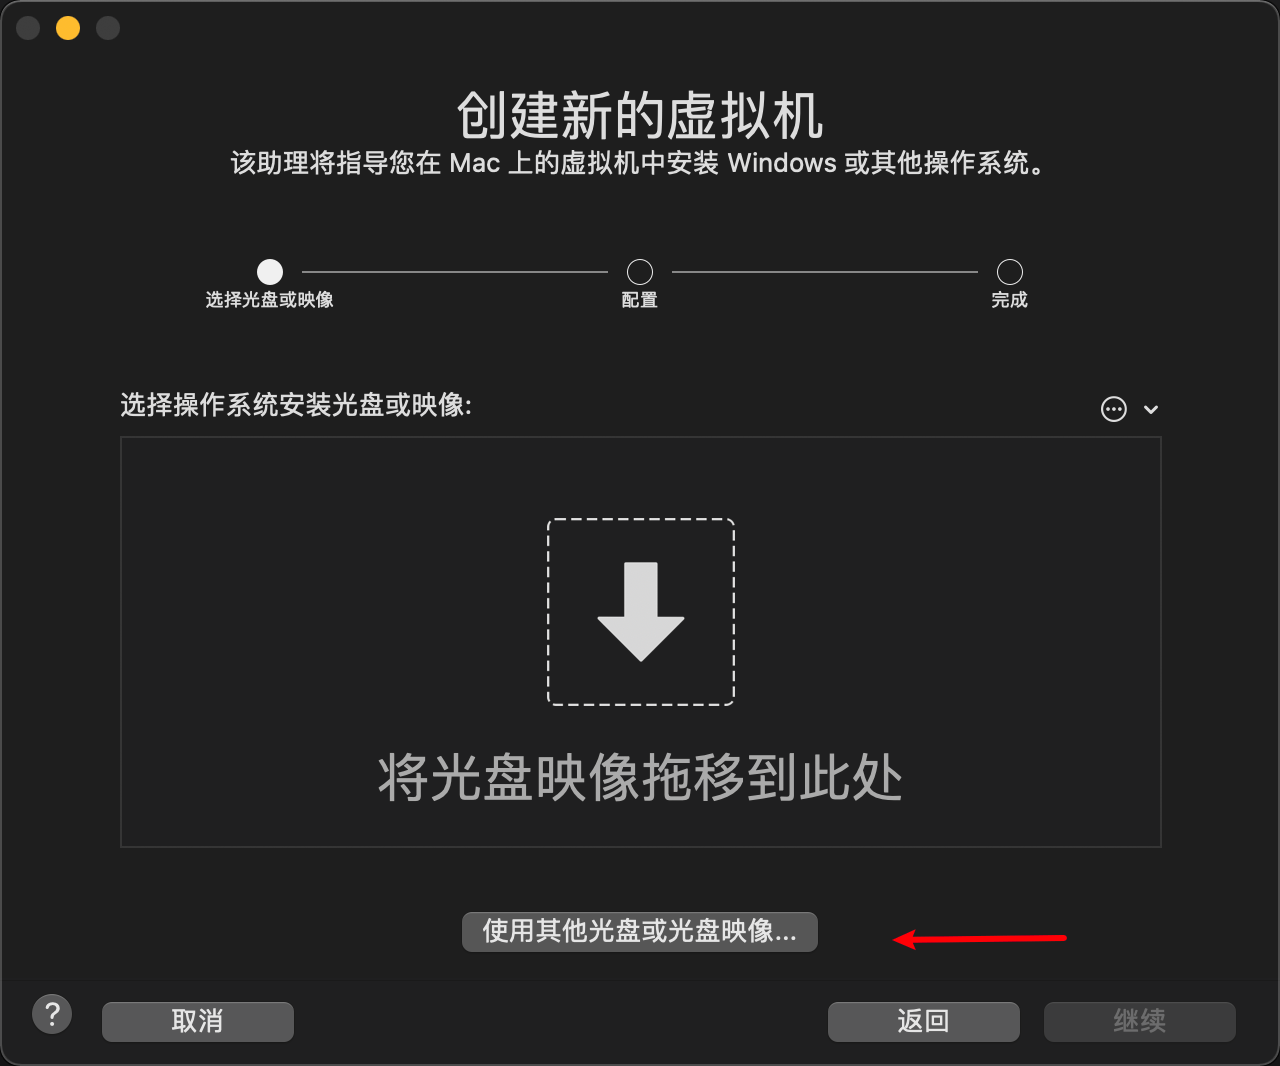 创建新的虚拟机
该助理将指导您在 Mac 上的虚拟机中安装 Windows 或其他操作系统。
选择光盘或映像
配置
完成
选择操作系统安装光盘或映像:
将光盘映像拖移到此处
使用其他光盘或光盘映像...
?
取消
返回
继续